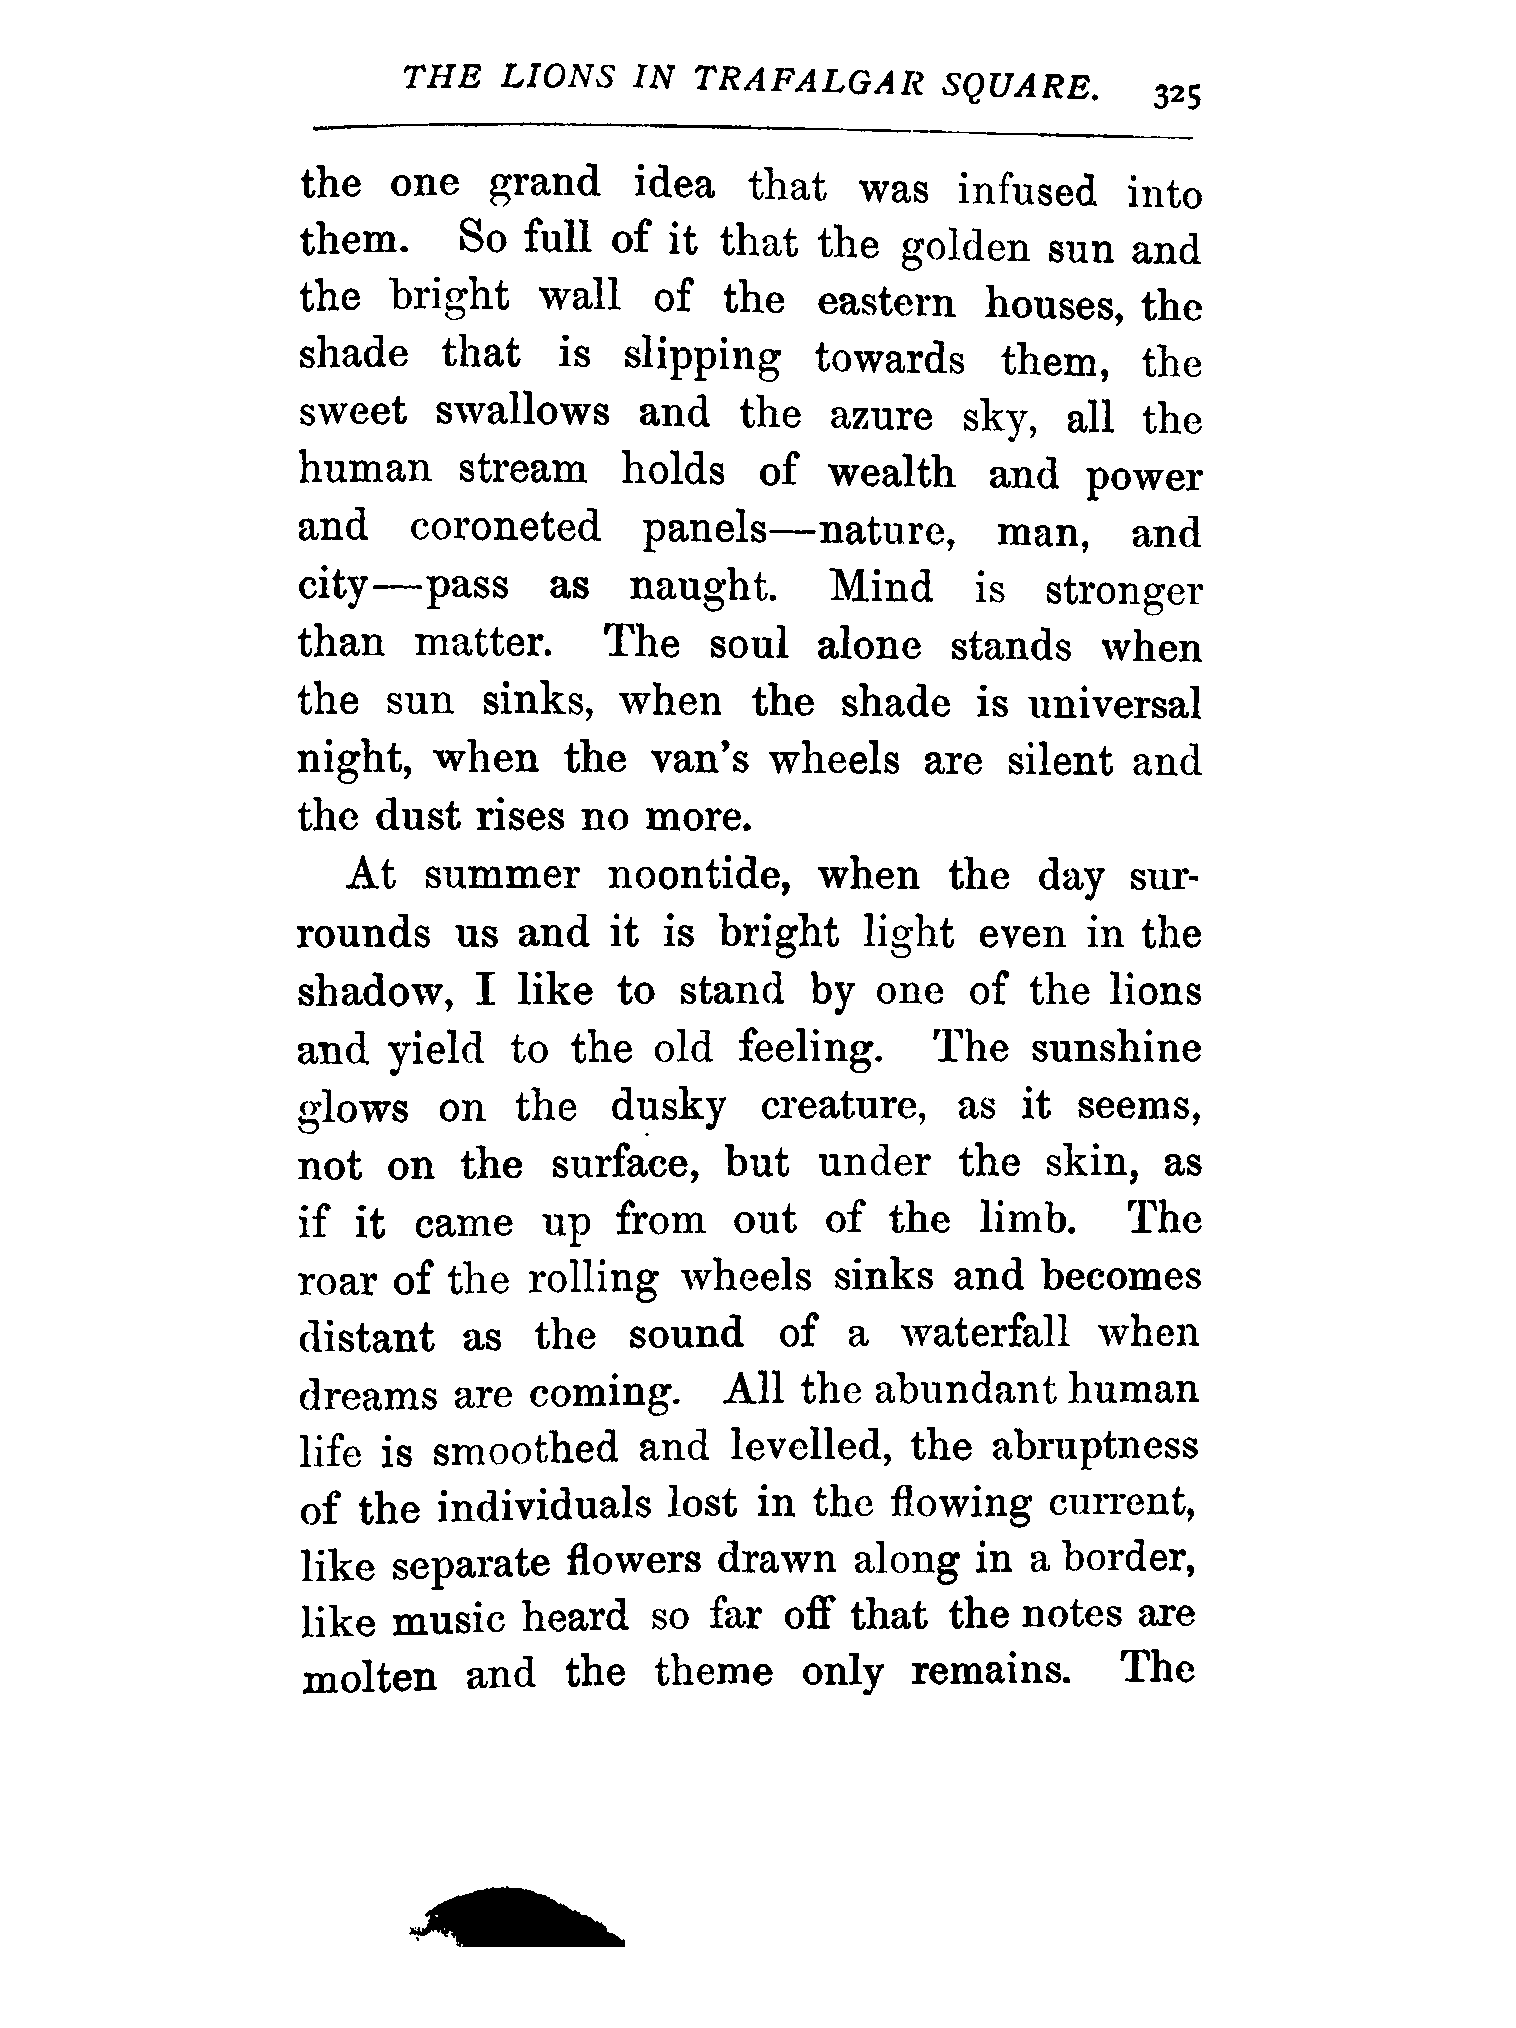 THE LIONS IN TRAFALGAR SQUARE. 325
the one grand idea that was infused into
them. So full of it that the golden sun and
the bright wall of the eastern houses, the
shade that is slipping towards them, the
sweet swallows and the azure sky, all the
human stream holds of wealth and power
and coroneted panels—nature, man, and
city—pass as naught. Mind is stronger
than matter. The soul alone stands when
the sun sinks, when the shade is universal
night, when the van's wheels are silent and
the dust rises no more.
At summer noontide, when the day sur-
rounds us and it is bright light even in the
shadow, I like to stand by one of the lions
and yield to the old feeling. The sunshine
glows on the dusky creature, as it seems,
not on the surface, but under the skin, as
if it came up from out of the limb. The
roar of the rolling wheels sinks and becomes
distant as the sound of a waterfall when
dreams are coming. All the abundant human
life is smoothed and levelled, the abruptness
of the individuals lost in the flowing current,
like separate flowers drawn along in a border,
like music heard so far off that the notes are
molten and the theme only remains. The